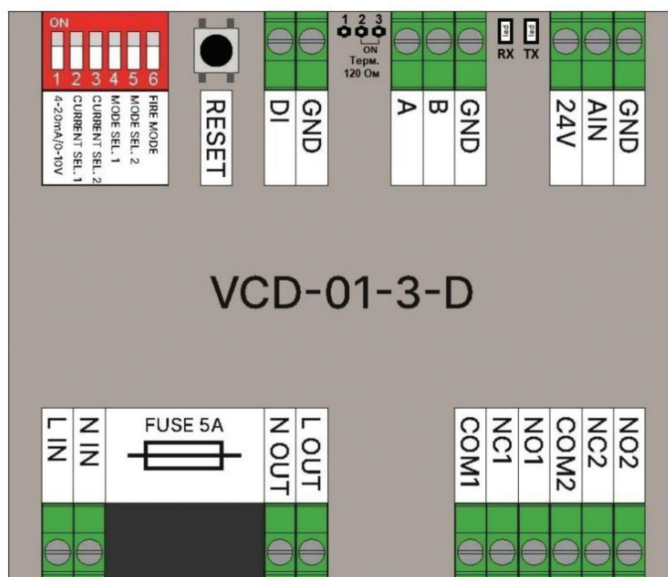 ON
1 2 3 4 5 6
4-20mA/0-10V
CURRENT SEL. 1
CURRENT SEL. 2
MODE SEL. 1
MODE SEL. 2
FIRE MODE
RESET
DI
GND
1 2 3
ON
Терм.
120 Ом
A
B
GND
led
led
RX TX
24V
AIN
GND
VCD-01-3-D
L IN
N IN
FUSE 5A
N OUT
L OUT
COM1
NC1
NO1
COM2
NC2
NO2